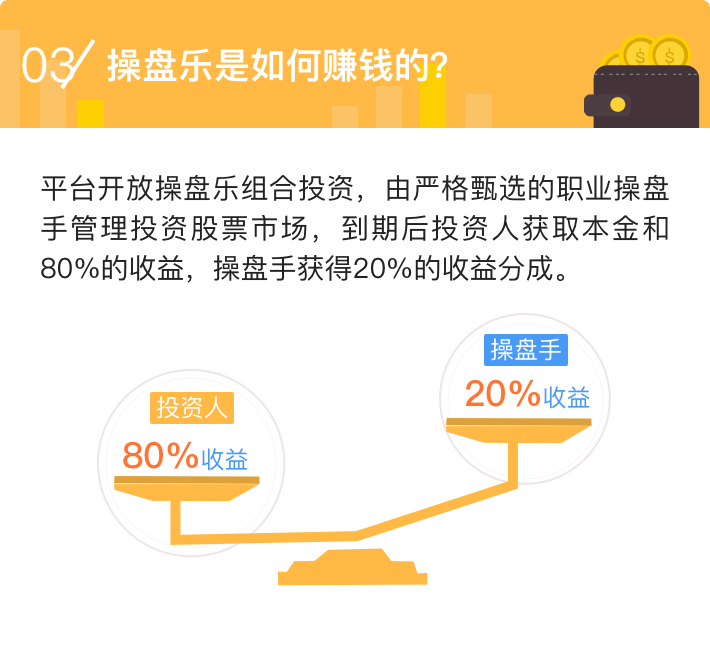 03 操盘乐是如何赚钱的?
平台开放操盘乐组合投资，由严格甄选的职业操盘
手管理投资股票市场，到期后投资人获取本金和
80%的收益，操盘手获得20%的收益分成。
操盘手
20%收益
投资人
80%收益